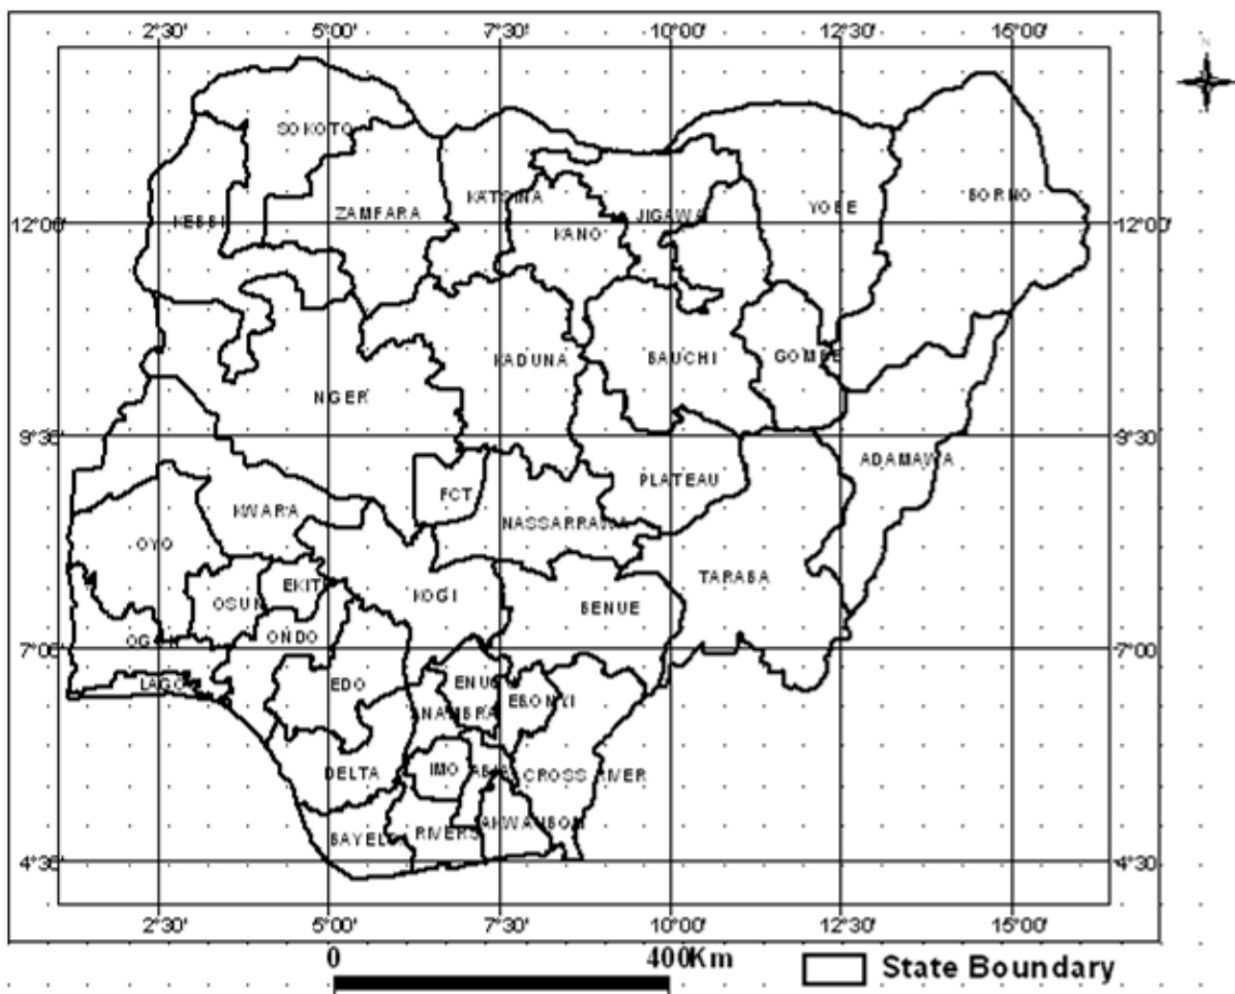 2°30' 5°00' 7°30' 10°00' 12°30' 15°00'
N
SOKOTO
KATSINA
BORNO
YOBE
ZAMFARA
JIGAWA
KEBBI
12°00' 12°00'
KANO
KADUNA
BAUCHI
GOMBE
NGER
9°30' 9°30'
ADAMAWA
PLATEAU
FCT
KWARA
NASSARRAWA
OYO
TARABA
EKITI
KOGI
OSUN
BENUE
ONDO
OGUN
7°00' 7°00'
LAGOS
EDO
ENUGU
EBONYI
ANAMBRA
DELTA
IMO
ABIA
CROSS RIVER
AKWAIBOM
RIVERS
BAYELSA
4°30' 4°30'
2°30' 5°00' 7°30' 10°00' 12°30' 15°00'
0 400Km
State Boundary